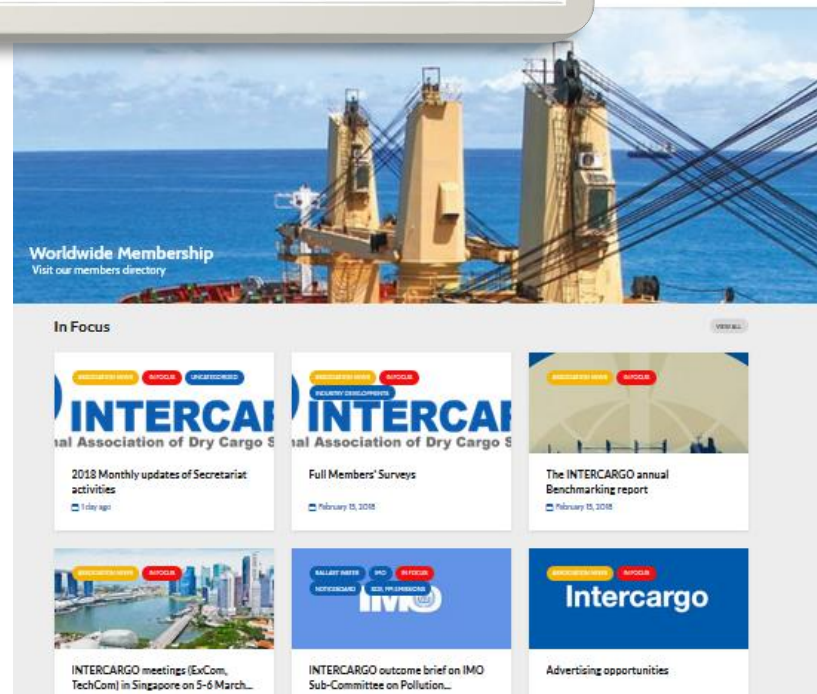 Worldwide Membership
Visit our members directory
In Focus
VIEW ALL
ASSOCIATION NEWS
IN FOCUS
UNCATEGORISED
INTERCAR
nal Association of Dry Cargo S
2018 Monthly updates of Secretariat
activities
1 day ago
ASSOCIATION NEWS
IN FOCUS
INDUSTRY DEVELOPMENTS
INTERCAR
nal Association of Dry Cargo S
Full Members' Surveys
February 15, 2018
ASSOCIATION NEWS
IN FOCUS
The INTERCARGO annual
Benchmarking report
February 15, 2018
ASSOCIATION NEWS
IN FOCUS
INTERCARGO meetings (ExCom,
TechCom) in Singapore on 5-6 March...
BALLAST WATER
IMO
IN FOCUS
NOTICEBOARD
IMO
INTERCARGO outcome brief on IMO
Sub-Committee on Pollution...
ASSOCIATION NEWS
IN FOCUS
Intercargo
Advertising opportunities